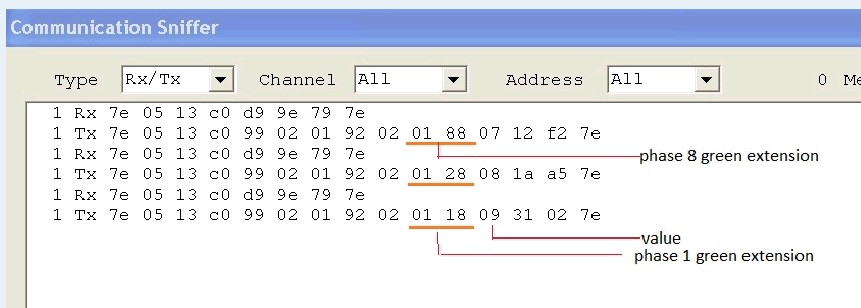 Communication Sniffer
Type Rx/Tx Channel All Address All 0 Me
1 Rx 7e 05 13 c0 d9 9e 79 7e
1 Tx 7e 05 13 c0 99 02 01 92 02 01 88 07 12 f2 7e
1 Rx 7e 05 13 c0 d9 9e 79 7e
phase 8 green extension
1 Tx 7e 05 13 c0 99 02 01 92 02 01 28 08 1a a5 7e
1 Rx 7e 05 13 c0 d9 9e 79 7e
1 Tx 7e 05 13 c0 99 02 01 92 02 01 18 09 31 02 7e
value
phase 1 green extension